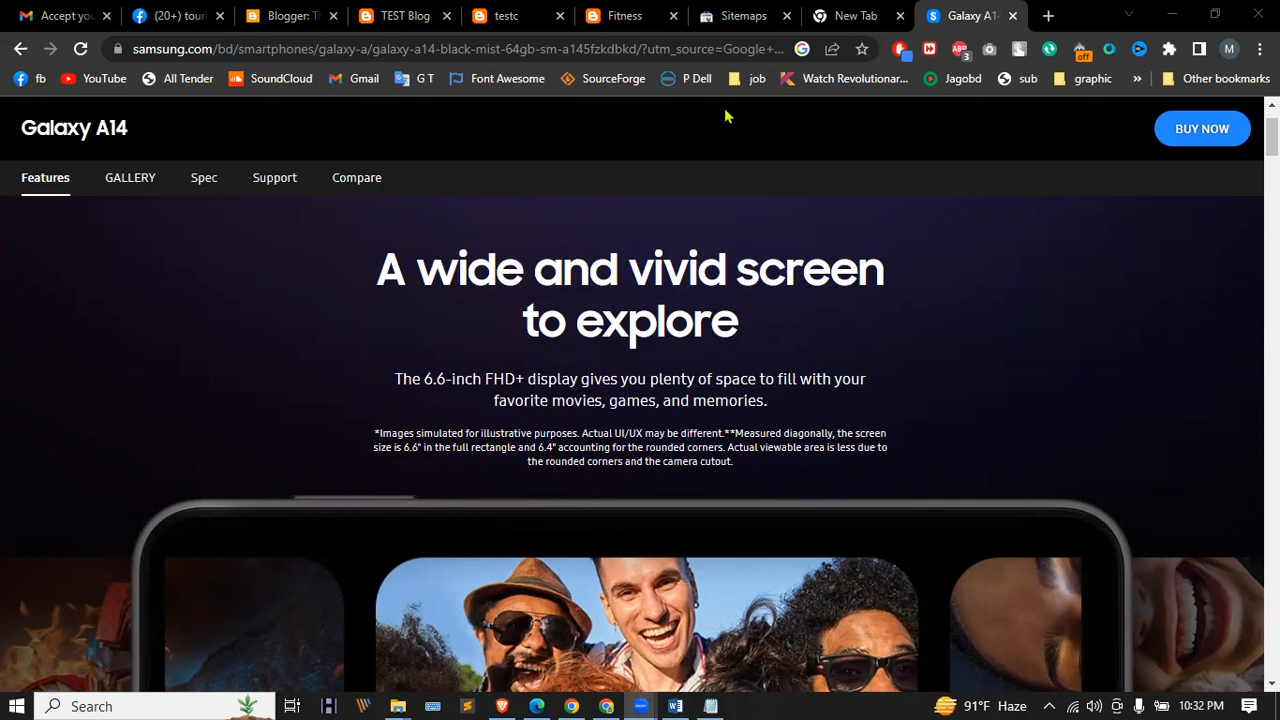 Accept you
(20+) touri
Blogger: Th
TEST Blog
testc
Fitness
Sitemaps
New Tab
Galaxy A14
samsung.com/bd/smartphones/galaxy-a/galaxy-a14-black-mist-64gb-sm-a145fzkdbkd/?utm_source=Google+...
3
off
M
fb
YouTube
All Tender
SoundCloud
Gmail
G T
Font Awesome
SourceForge
P Dell
job
Watch Revolutionar...
Jagobd
sub
graphic
»
Other bookmarks
Galaxy A14
BUY NOW
Features
GALLERY
Spec
Support
Compare
A wide and vivid screen
to explore
The 6.6-inch FHD+ display gives you plenty of space to fill with your
favorite movies, games, and memories.
*Images simulated for illustrative purposes. Actual UI/UX may be different.**Measured diagonally, the screen
size is 6.6" in the full rectangle and 6.4" accounting for the rounded corners. Actual viewable area is less due to
the rounded corners and the camera cutout.
Search
91°F Haze
10:32 PM